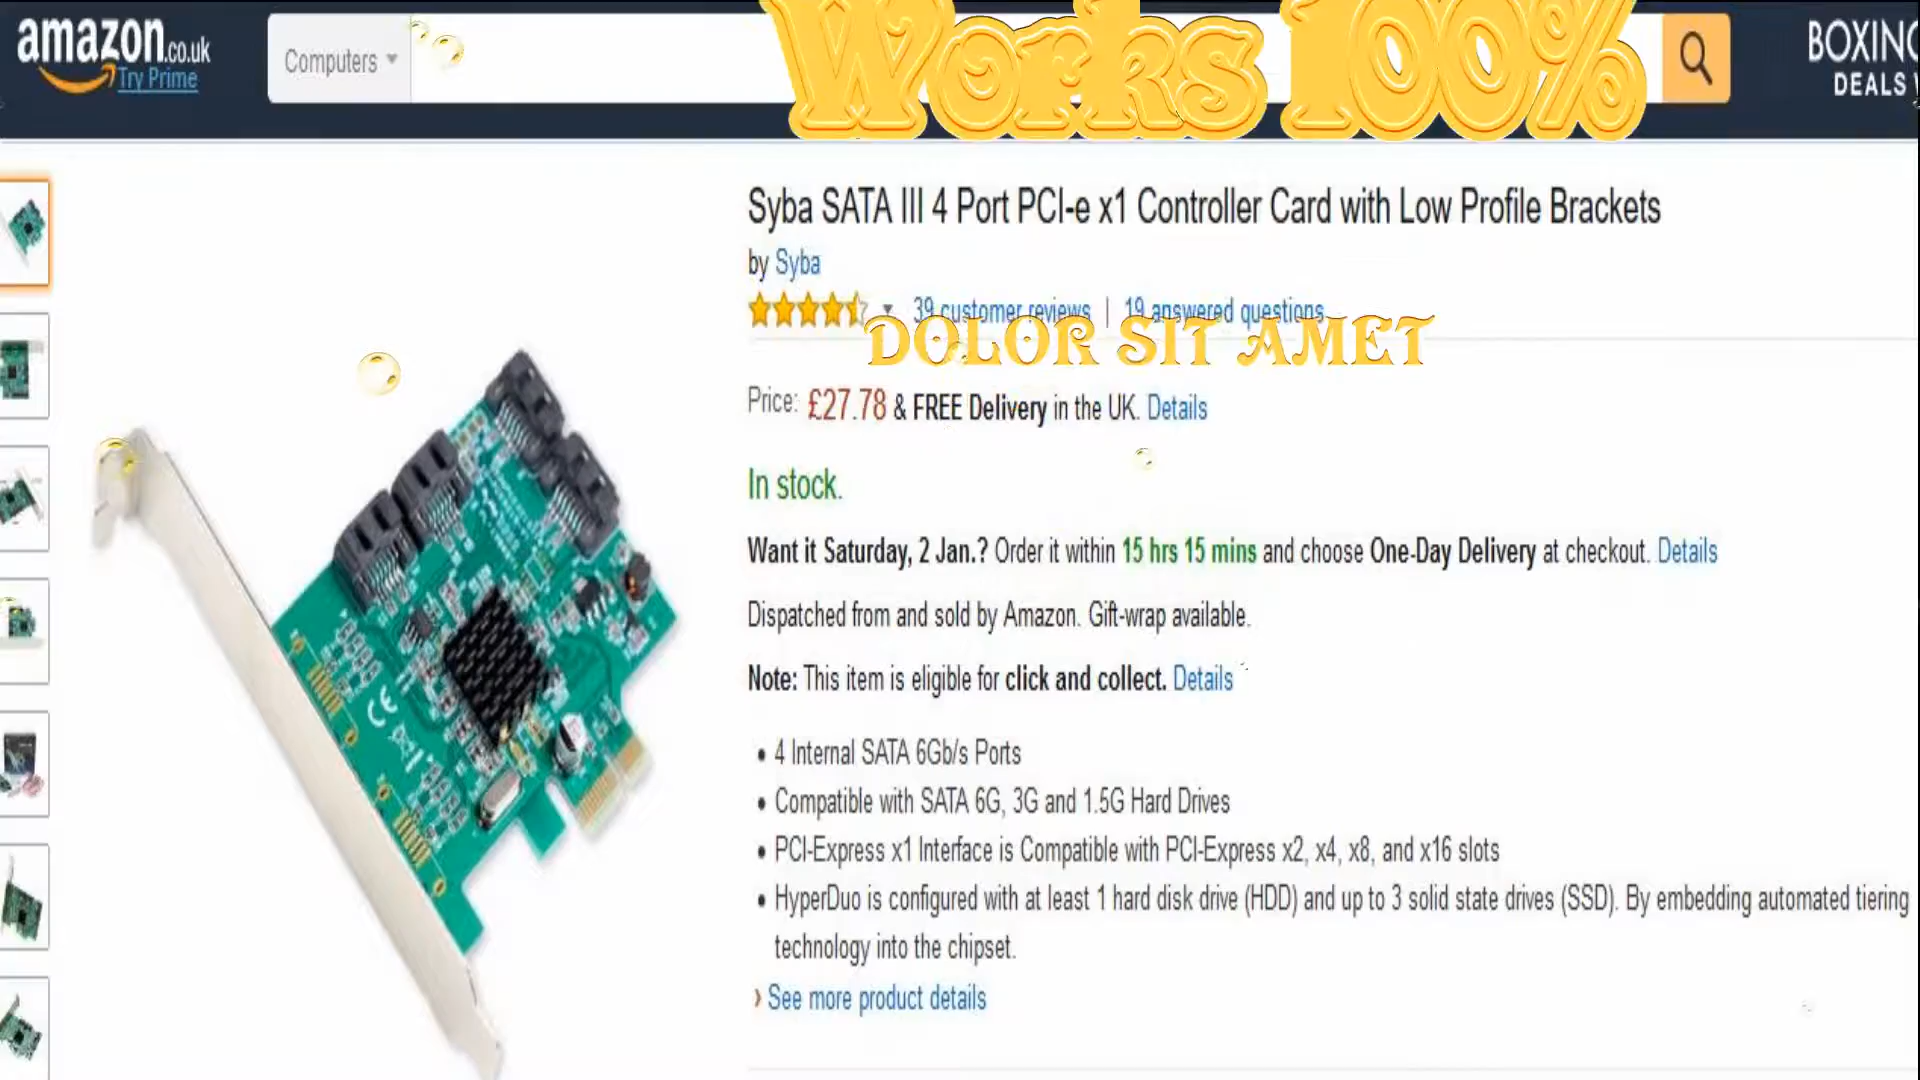 amazon.co.uk
Try Prime
Computers
Works 100%
BOXING
DEALS
Syba SATA III 4 Port PCI-e x1 Controller Card with Low Profile Brackets
by Syba
39 customer reviews | 19 answered questions
DOLOR SIT AMET
Price: £27.78 & FREE Delivery in the UK. Details
In stock.
Want it Saturday, 2 Jan.? Order it within 15 hrs 15 mins and choose One-Day Delivery at checkout. Details
Dispatched from and sold by Amazon. Gift-wrap available.
Note: This item is eligible for click and collect. Details
• 4 Internal SATA 6Gb/s Ports
• Compatible with SATA 6G, 3G and 1.5G Hard Drives
• PCI-Express x1 Interface is Compatible with PCI-Express x2, x4, x8, and x16 slots
• HyperDuo is configured with at least 1 hard disk drive (HDD) and up to 3 solid state drives (SSD). By embedding automated tiering
technology into the chipset.
› See more product details
CE